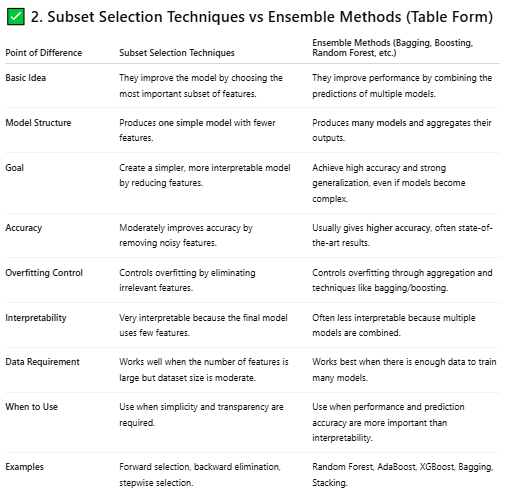 2. Subset Selection Techniques vs Ensemble Methods (Table Form)
Point of Difference
Subset Selection Techniques
Ensemble Methods (Bagging, Boosting,
Random Forest, etc.)
Basic Idea
They improve the model by choosing the
most important subset of features.
They improve performance by combining the
predictions of multiple models.
Model Structure
Produces one simple model with fewer
features.
Produces many models and aggregates their
outputs.
Goal
Create a simpler, more interpretable model
by reducing features.
Achieve high accuracy and strong
generalization, even if models become
complex.
Accuracy
Moderately improves accuracy by
removing noisy features.
Usually gives higher accuracy, often state-of-
the-art results.
Overfitting Control
Controls overfitting by eliminating
irrelevant features.
Controls overfitting through aggregation and
techniques like bagging/boosting.
Interpretability
Very interpretable because the final model
uses few features.
Often less interpretable because multiple
models are combined.
Data Requirement
Works well when the number of features is
large but dataset size is moderate.
Works best when there is enough data to train
many models.
When to Use
Use when simplicity and transparency are
required.
Use when performance and prediction
accuracy are more important than
interpretability.
Examples
Forward selection, backward elimination,
stepwise selection.
Random Forest, AdaBoost, XGBoost, Bagging,
Stacking.